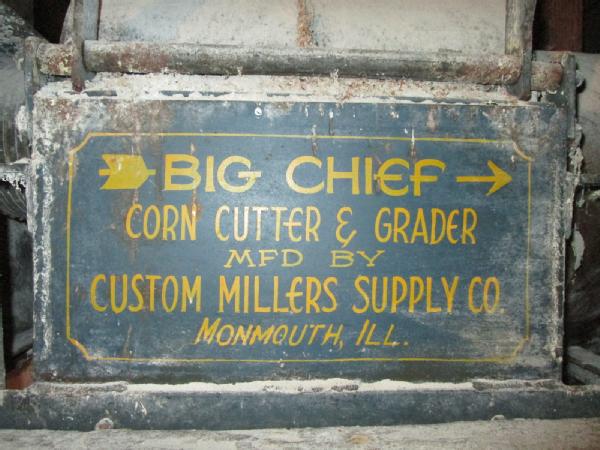 BIG CHIEF
CORN CUTTER & GRADER
MFD BY
CUSTOM MILLERS SUPPLY CO.
MONMOUTH, ILL.